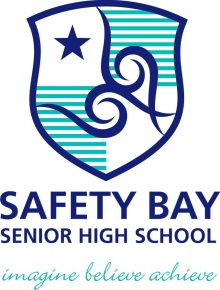 SAFETY BAY
SENIOR HIGH SCHOOL
imagine believe achieve